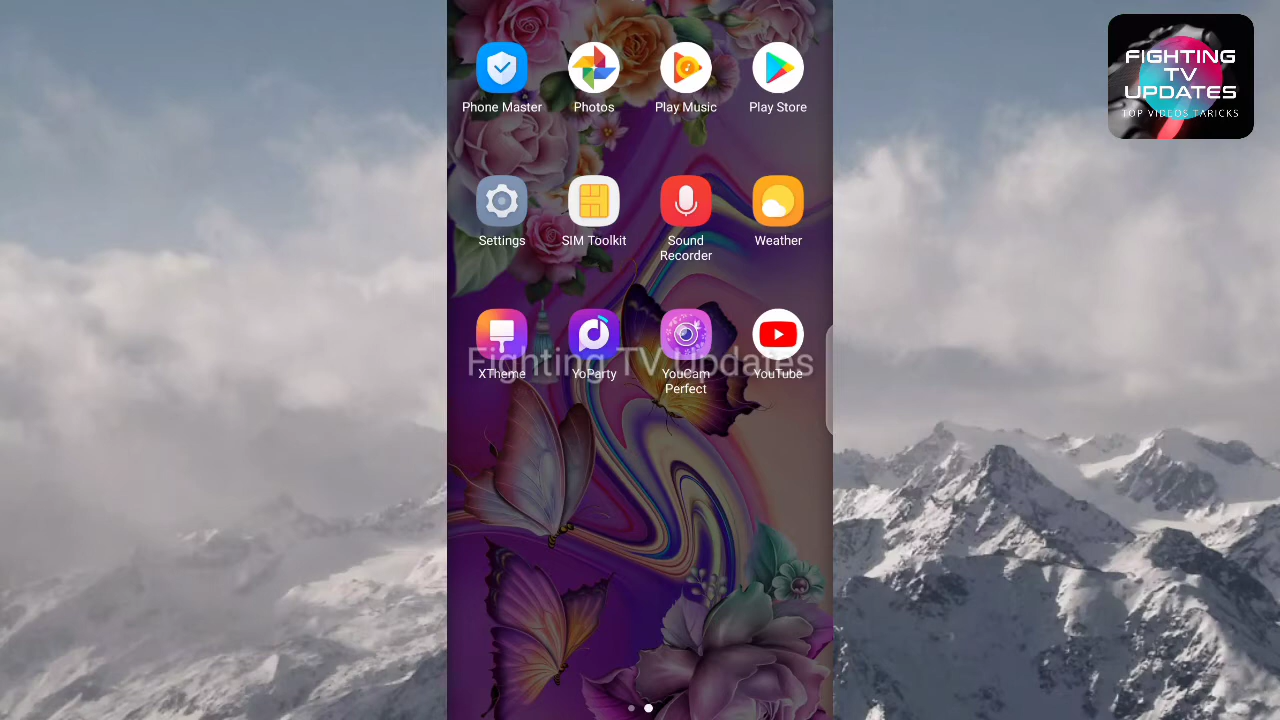 FIGHTING
TV
UPDATES
TOP VIDEOS TARICKS
Phone Master
Photos
Play Music
Play Store
Settings
SIM Toolkit
Sound
Recorder
Weather
Fighting TV Updates
XTheme
YoParty
YouCam
Perfect
YouTube